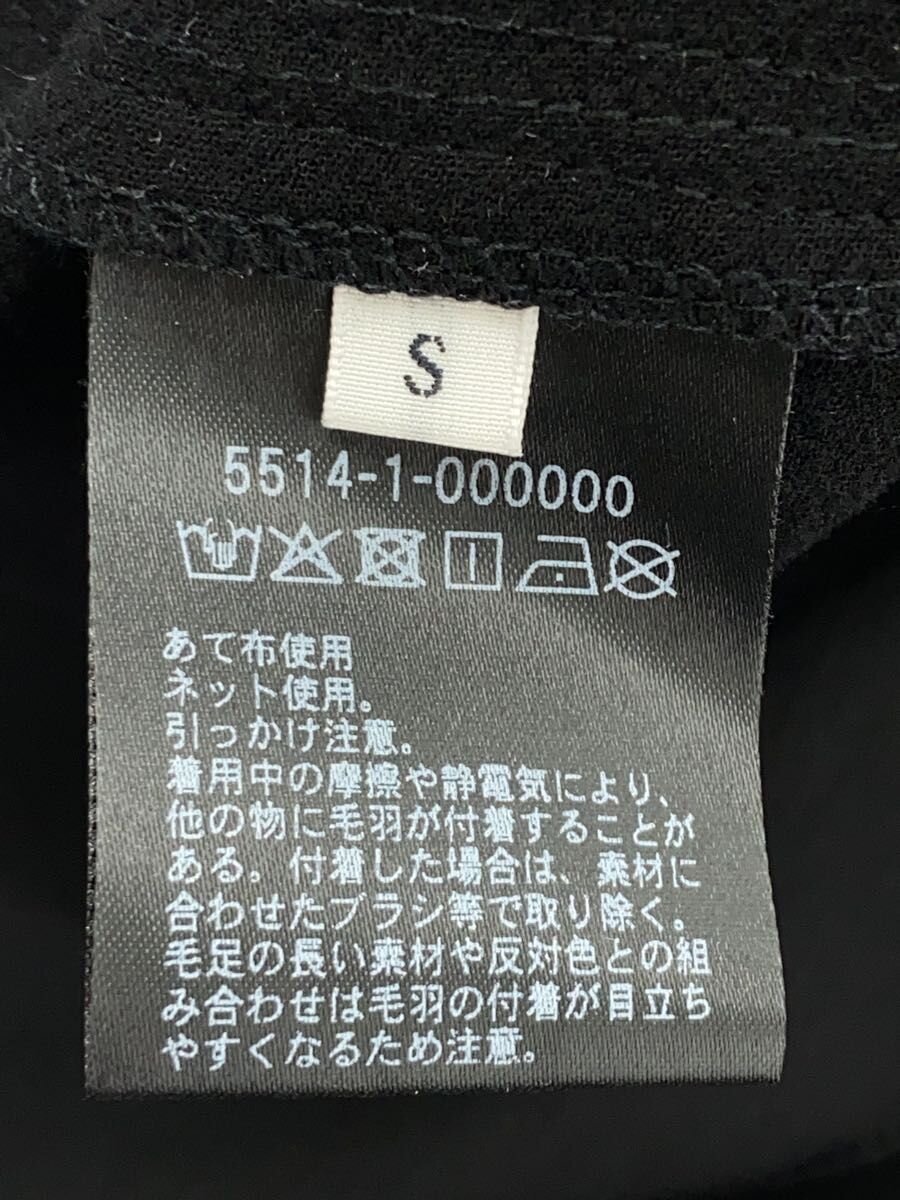 S
5514-1-000000
あて布使用
ネット使用。
引っかけ注意。
着用中の摩擦や静電気により、
他の物に毛羽が付着することが
ある。付着した場合は、素材に
合わせたブラシ等で取り除く。
毛足の長い素材や反対色との組
み合わせは毛羽の付着が目立ち
やすくなるため注意。